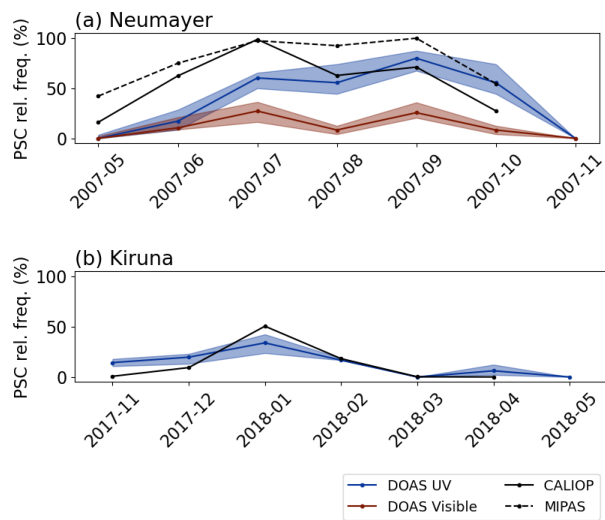 (a) Neumayer
PSC rel. freq. (%)
100
50
0
2007-05
2007-06
2007-07
2007-08
2007-09
2007-10
2007-11
(b) Kiruna
PSC rel. freq. (%)
100
50
0
2017-11
2017-12
2018-01
2018-02
2018-03
2018-04
2018-05
DOAS UV
DOAS Visible
CALIOP
MIPAS